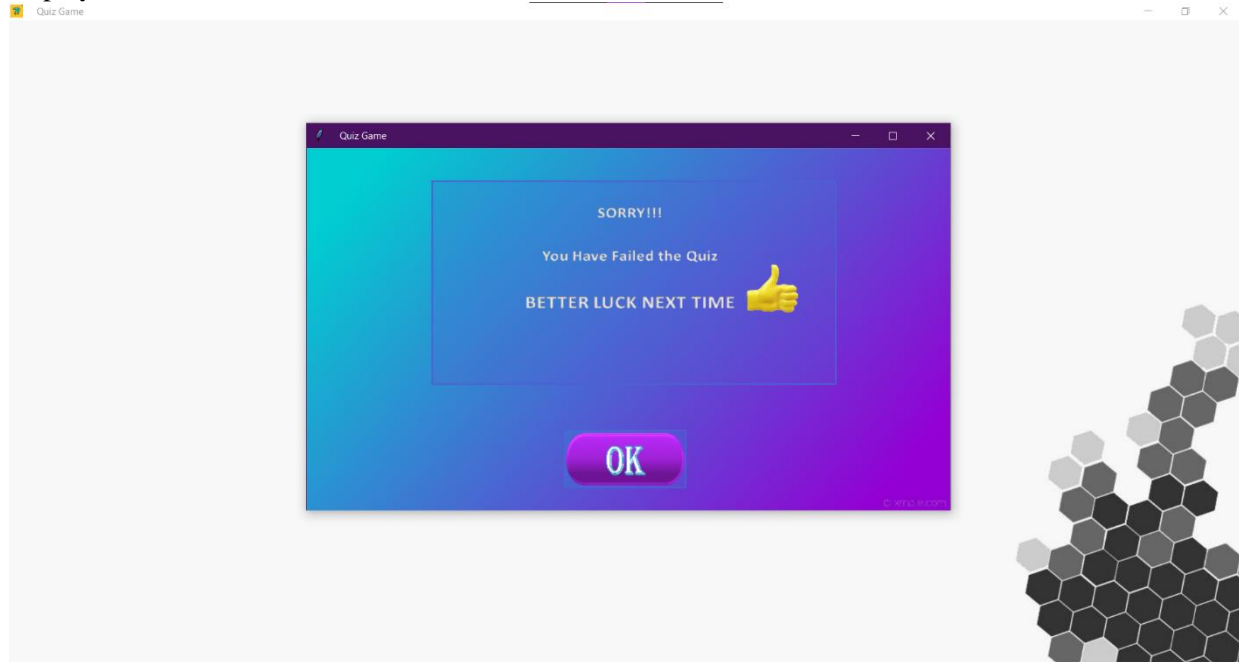 Quiz Game
Quiz Game
SORRY!!!
You Have Failed the Quiz
BETTER LUCK NEXT TIME
OK